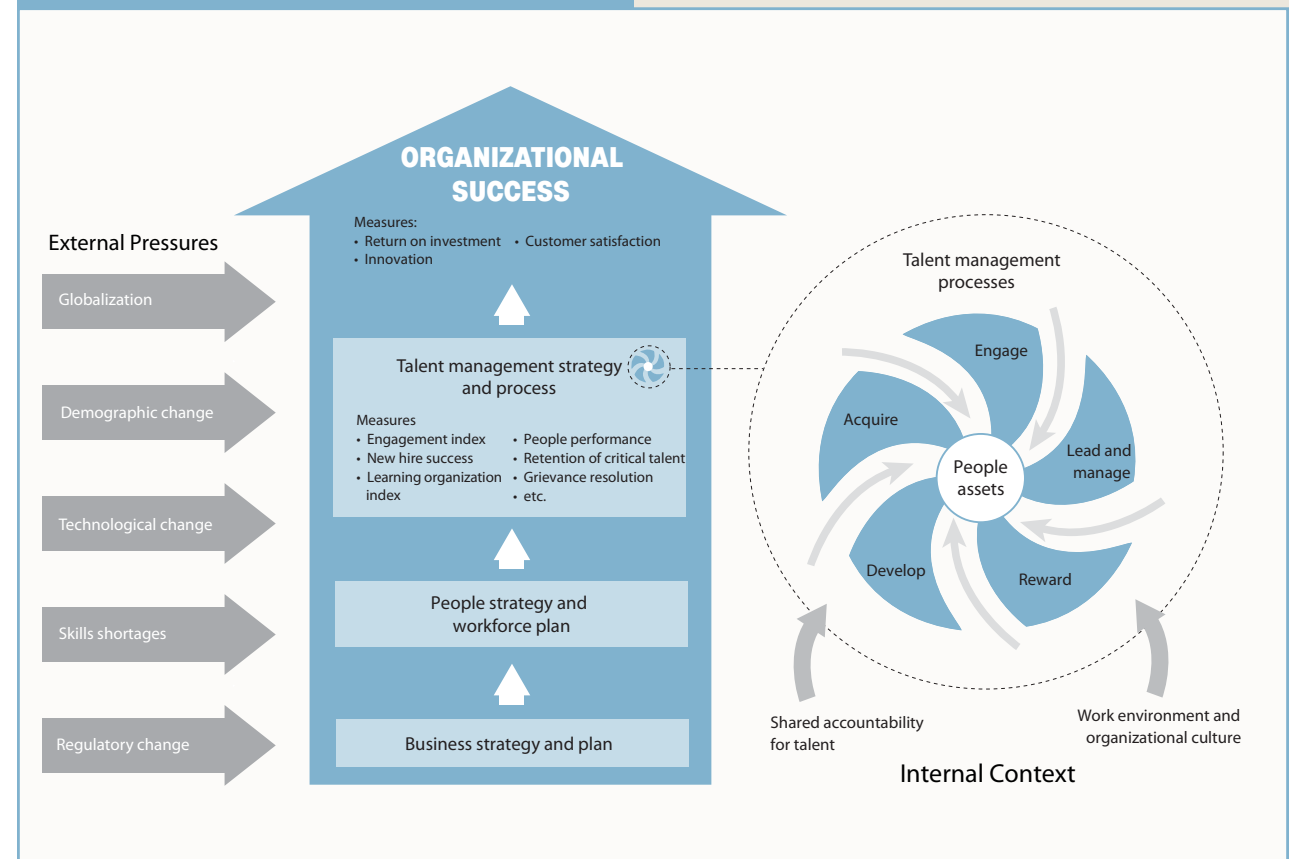 ORGANIZATIONAL
SUCCESS
Measures:
• Return on investment • Customer satisfaction
• Innovation
External Pressures
Globalization
Demographic change
Technological change
Skills shortages
Regulatory change
Talent management strategy
and process
Measures
• Engagement index
• New hire success
• Learning organization
index
• People performance
• Retention of critical talent
• Grievance resolution
• etc.
People strategy and
workforce plan
Business strategy and plan
Talent management
processes
Engage
Acquire
Lead and
manage
People
assets
Develop
Reward
Shared accountability
for talent
Work environment and
organizational culture
Internal Context